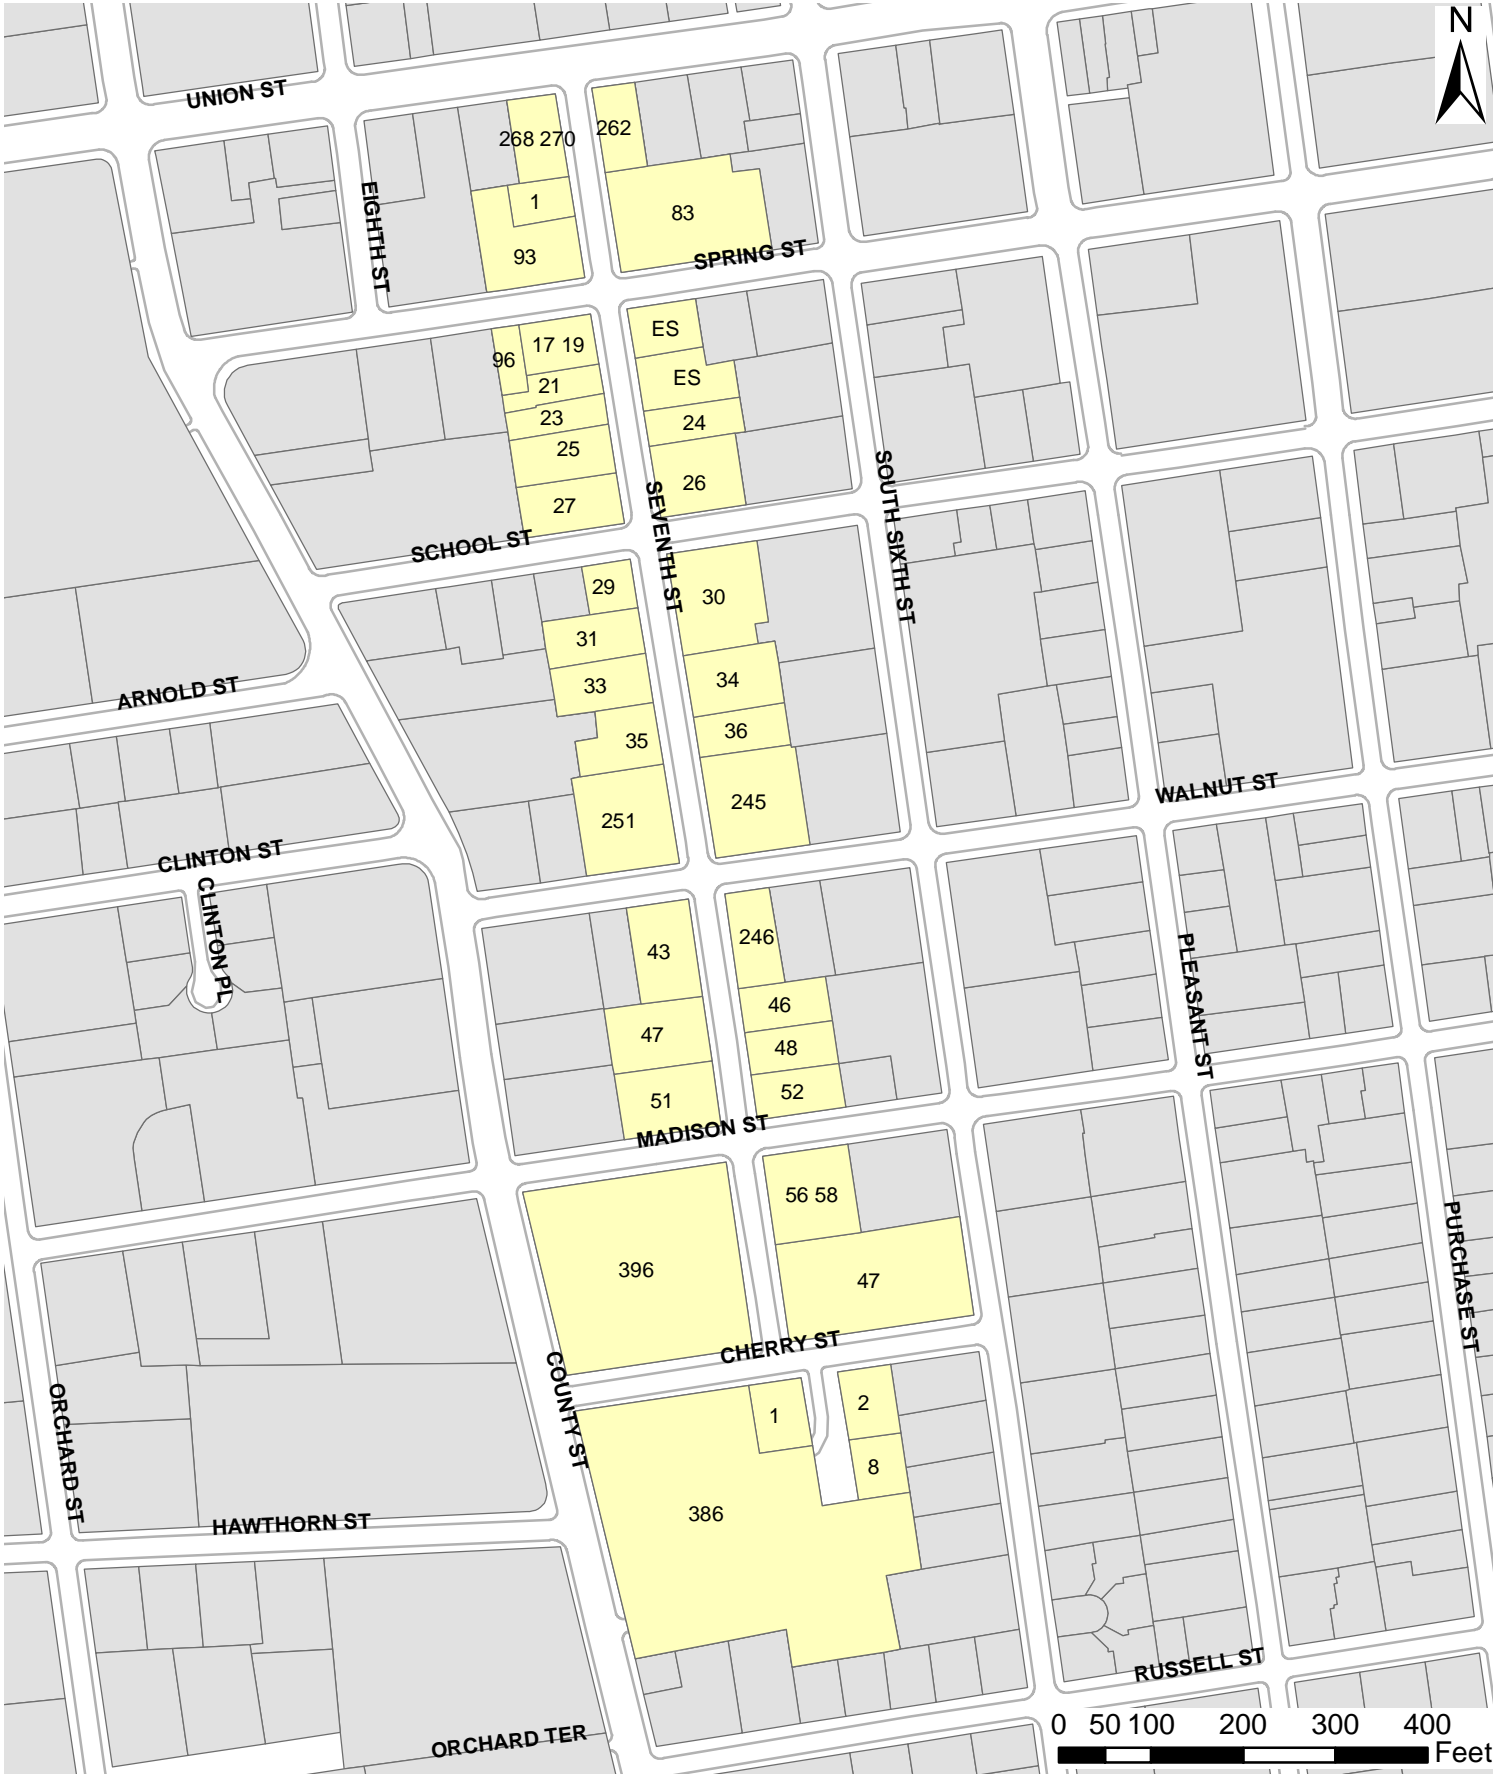 N
UNION ST
268 270
262
EIGHTH ST
1
83
93
SPRING ST
ES
96
17 19
21
ES
23
24
25
26
27
SEVENTH ST
SOUTH SIXTH ST
SCHOOL ST
29
30
31
33
34
35
36
ARNOLD ST
251
245
WALNUT ST
CLINTON ST
CLINTON PL
43
246
PLEASANT ST
46
47
48
51
52
MADISON ST
56 58
396
47
PURCHASE ST
CHERRY ST
COUNTY ST
ORCHARD ST
1
2
8
386
HAWTHORN ST
RUSSELL ST
ORCHARD TER
0 50 100 200 300 400
Feet